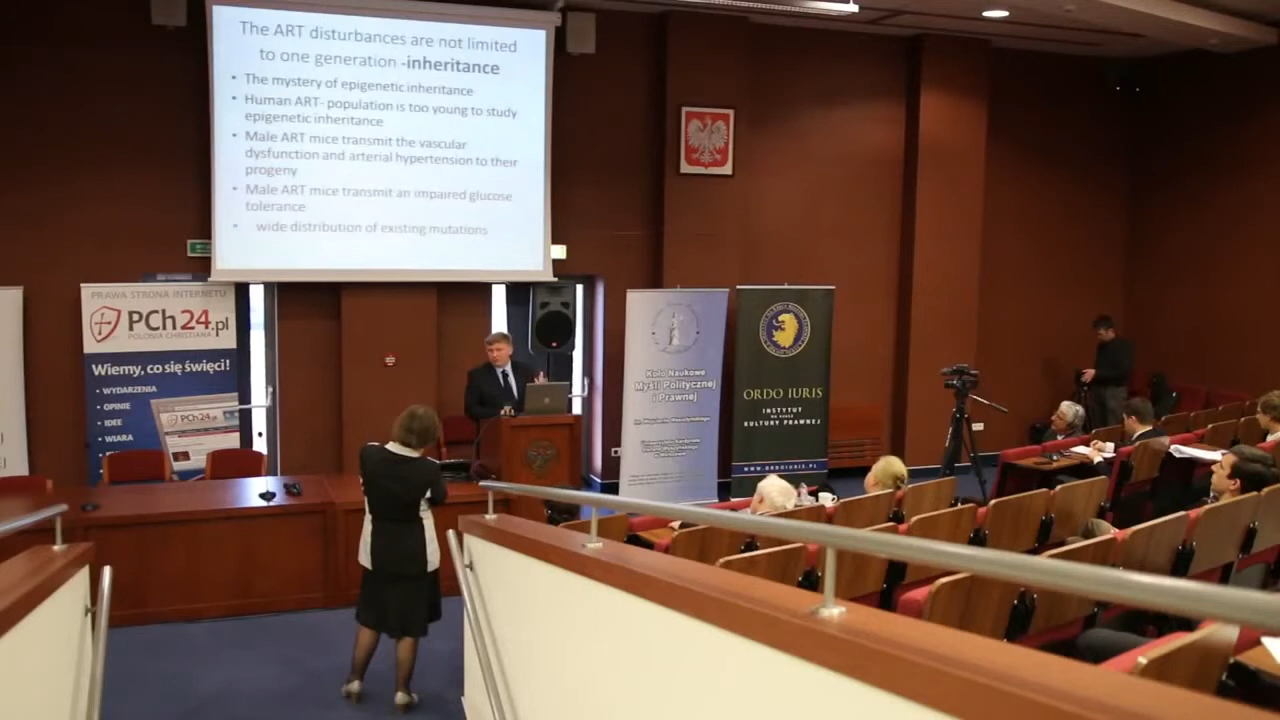 The ART disturbances are not limited
to one generation -inheritance
• The mystery of epigenetic inheritance
• Human ART- population is too young to study
epigenetic inheritance
• Male ART mice transmit the vascular
dysfunction and arterial hypertension to their
progeny
• Male ART mice transmit an impaired glucose
tolerance
• wide distribution of existing mutations
PRAWA STRONA INTERNETU
PCh24.pl
POLONIA CHRISTIANA
Wiemy, co się święci!
• WYDARZENIA
• OPINIE
• IDEE
• WIARA
PCh24.pl
Koło Naukowe
Myśli Politycznej
i Prawnej
ORDO IURIS
INSTYTUT
NA RZECZ
KULTURY PRAWNEJ
WWW.ORDOIURIS.PL